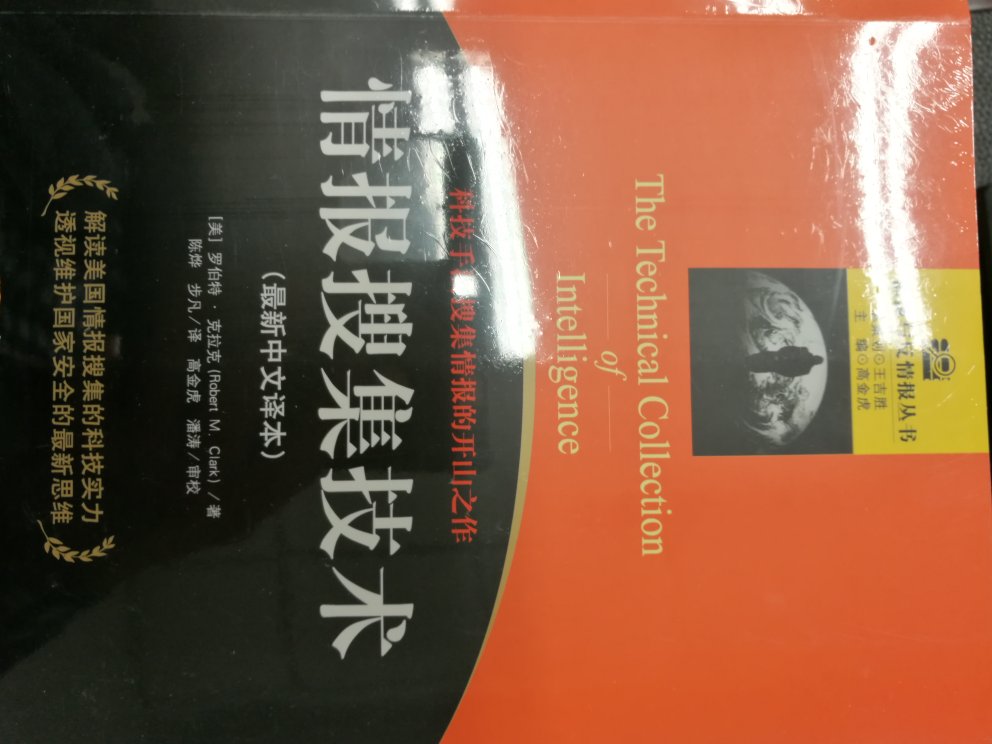 反情报丛书
王吉胜
主 编⊙高金虎
The Technical Collection
of
Intelligence
科技手 搜集情报的开山之作
情报搜集技术
(最新中文译本)
[美] 罗伯特·克拉克(Robert M. Clark)/著
陈烨 步凡/译 高金虎 潘涛/审校
解读美国情报搜集的科技实力
透视维护国家安全的最新思维